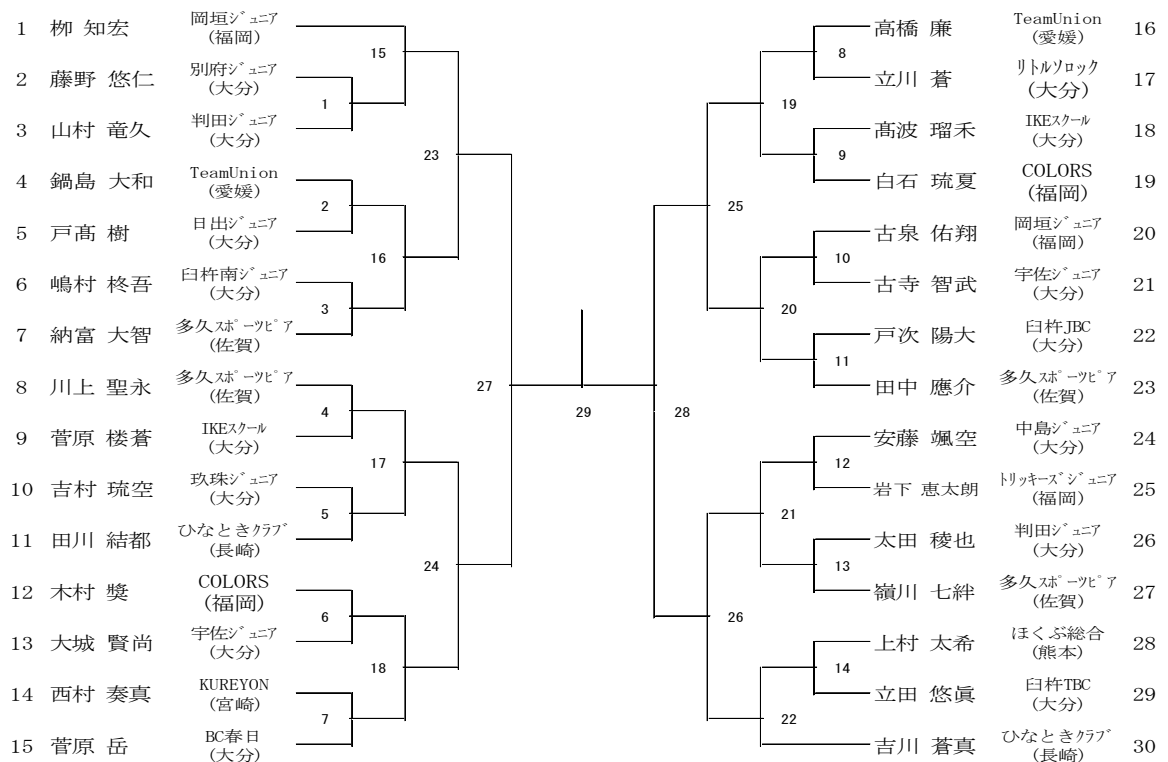 1 栁 知宏 岡垣ジュニア (福岡)
2 藤野 悠仁 別府ジュニア (大分)
3 山村 竜久 判田ジュニア (大分)
4 鍋島 大和 TeamUnion (愛媛)
5 戸髙 樹 日出ジュニア (大分)
6 嶋村 柊吾 臼杵南ジュニア (大分)
7 納富 大智 多久スポーツピア (佐賀)
8 川上 聖永 多久スポーツピア (佐賀)
9 菅原 楼蒼 IKEスクール (大分)
10 吉村 琉空 玖珠ジュニア (大分)
11 田川 結都 ひなときクラブ (長崎)
12 木村 奬 COLORS (福岡)
13 大城 賢尚 宇佐ジュニア (大分)
14 西村 奏真 KUREYON (宮崎)
15 菅原 岳 BC春日 (大分)
15
1
23
2
16
3
27
4
17
5
24
6
18
7
29
8
19
9
25
10
20
11
28
12
21
13
26
14
22
高橋 廉 TeamUnion (愛媛) 16
立川 蒼 リトルソロック (大分) 17
髙波 瑠禾 IKEスクール (大分) 18
白石 琉夏 COLORS (福岡) 19
古泉 佑翔 岡垣ジュニア (福岡) 20
古寺 智武 宇佐ジュニア (大分) 21
戸次 陽大 臼杵JBC (大分) 22
田中 應介 多久スポーツピア (佐賀) 23
安藤 颯空 中島ジュニア (大分) 24
岩下 恵太朗 トリッキーズジュニア (福岡) 25
太田 稜也 判田ジュニア (大分) 26
嶺川 七絆 多久スポーツピア (佐賀) 27
上村 太希 ほくぶ総合 (熊本) 28
立田 悠眞 臼杵TBC (大分) 29
吉川 蒼真 ひなときクラブ (長崎) 30